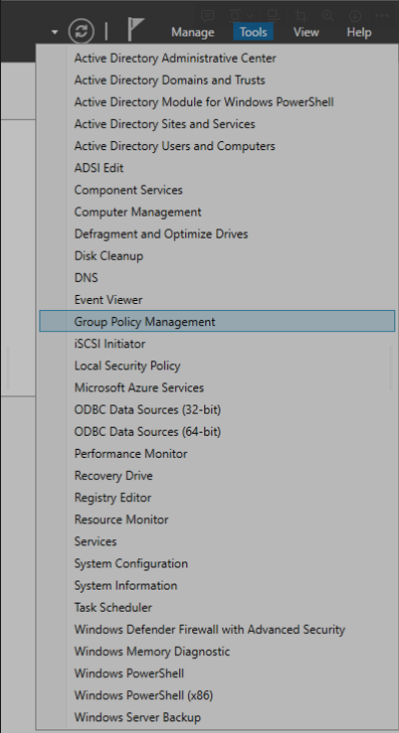 Manage Tools View Help
Active Directory Administrative Center
Active Directory Domains and Trusts
Active Directory Module for Windows PowerShell
Active Directory Sites and Services
Active Directory Users and Computers
ADSI Edit
Component Services
Computer Management
Defragment and Optimize Drives
Disk Cleanup
DNS
Event Viewer
Group Policy Management
iSCSI Initiator
Local Security Policy
Microsoft Azure Services
ODBC Data Sources (32-bit)
ODBC Data Sources (64-bit)
Performance Monitor
Recovery Drive
Registry Editor
Resource Monitor
Services
System Configuration
System Information
Task Scheduler
Windows Defender Firewall with Advanced Security
Windows Memory Diagnostic
Windows PowerShell
Windows PowerShell (x86)
Windows Server Backup